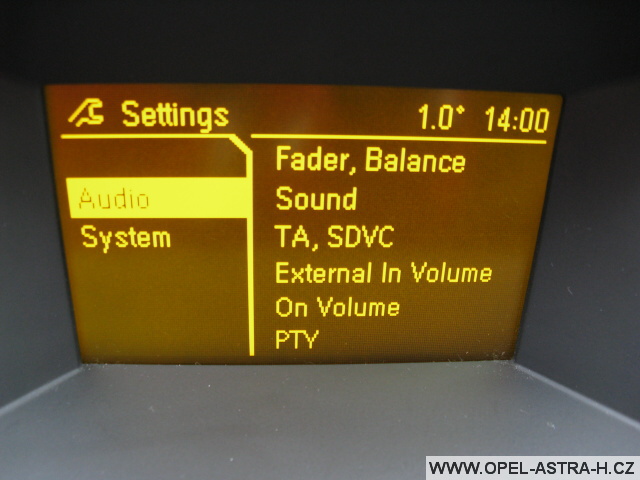 Settings
1.0° 14:00
Audio
System
Fader, Balance
Sound
TA, SDVC
External In Volume
On Volume
PTY
WWW.OPEL-ASTRA-H.CZ